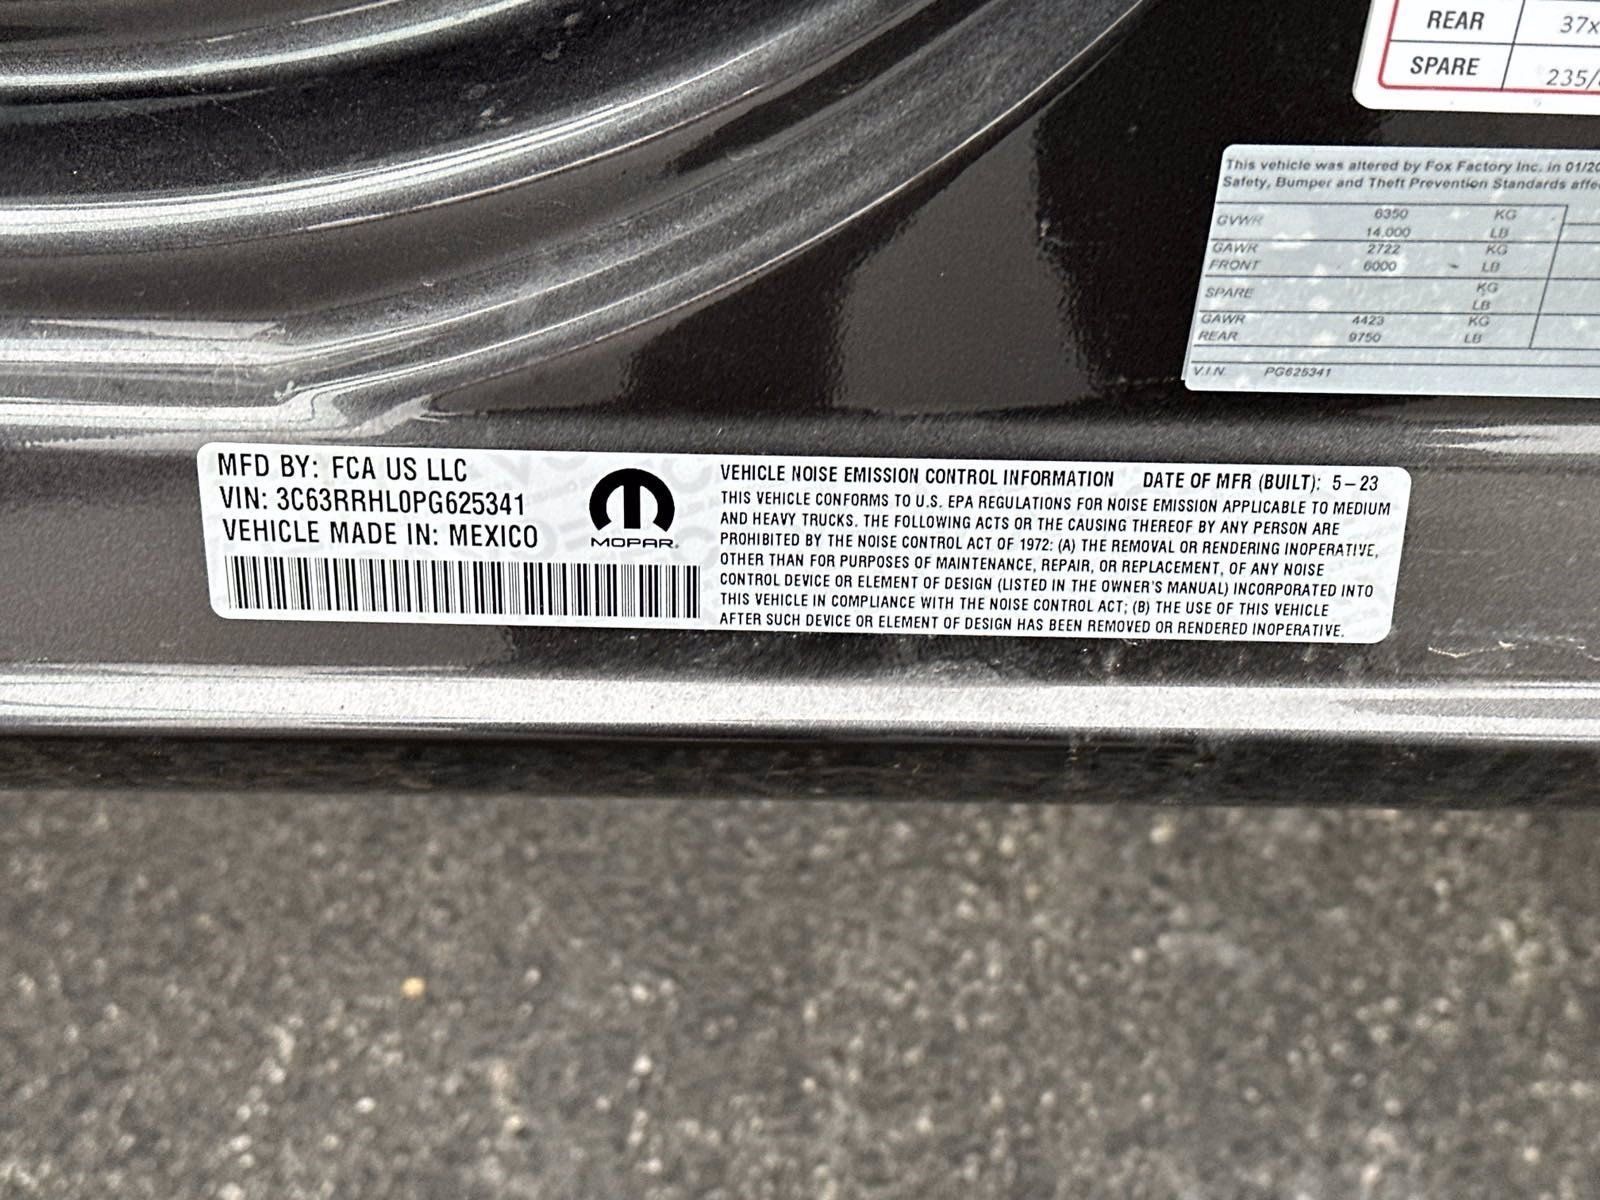 REAR 37x
SPARE 235/
This vehicle was altered by Fox Factory Inc. in 01/20
Safety, Bumper and Theft Prevention Standards affe
GVWR 6350 KG
14,000 LB
GAWR 2722 KG
FRONT 6000 LB
SPARE KG
LB
GAWR 4423 KG
REAR 9750 LB
V.I.N. PG625341
MFD BY: FCA US LLC
VIN: 3C63RRHL0PG625341
VEHICLE MADE IN: MEXICO
MOPAR
VEHICLE NOISE EMISSION CONTROL INFORMATION DATE OF MFR (BUILT): 5-23
THIS VEHICLE CONFORMS TO U.S. EPA REGULATIONS FOR NOISE EMISSION APPLICABLE TO MEDIUM
AND HEAVY TRUCKS. THE FOLLOWING ACTS OR THE CAUSING THEREOF BY ANY PERSON ARE
PROHIBITED BY THE NOISE CONTROL ACT OF 1972: (A) THE REMOVAL OR RENDERING INOPERATIVE,
OTHER THAN FOR PURPOSES OF MAINTENANCE, REPAIR, OR REPLACEMENT, OF ANY NOISE
CONTROL DEVICE OR ELEMENT OF DESIGN (LISTED IN THE OWNER'S MANUAL) INCORPORATED INTO
THIS VEHICLE IN COMPLIANCE WITH THE NOISE CONTROL ACT; (B) THE USE OF THIS VEHICLE
AFTER SUCH DEVICE OR ELEMENT OF DESIGN HAS BEEN REMOVED OR RENDERED INOPERATIVE.